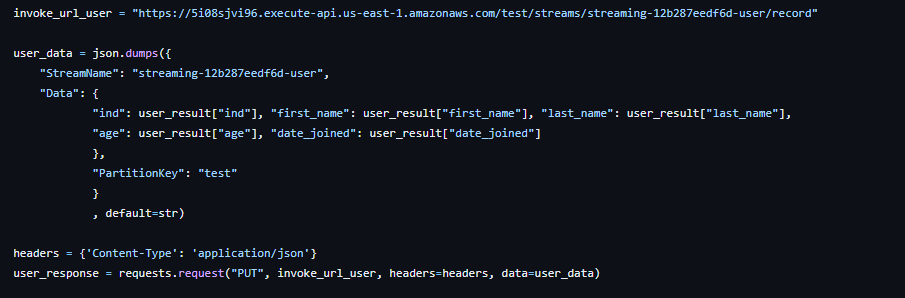 invoke_url_user = "https://5i08sjvi96.execute-api.us-east-1.amazonaws.com/test/streams/streaming-12b287eedf6d-user/record"
user_data = json.dumps({
"StreamName": "streaming-12b287eedf6d-user",
"Data": {
"ind": user_result["ind"], "first_name": user_result["first_name"], "last_name": user_result["last_name"],
"age": user_result["age"], "date_joined": user_result["date_joined"]
},
"PartitionKey": "test"
}
, default=str)
headers = {'Content-Type': 'application/json'}
user_response = requests.request("PUT", invoke_url_user, headers=headers, data=user_data)